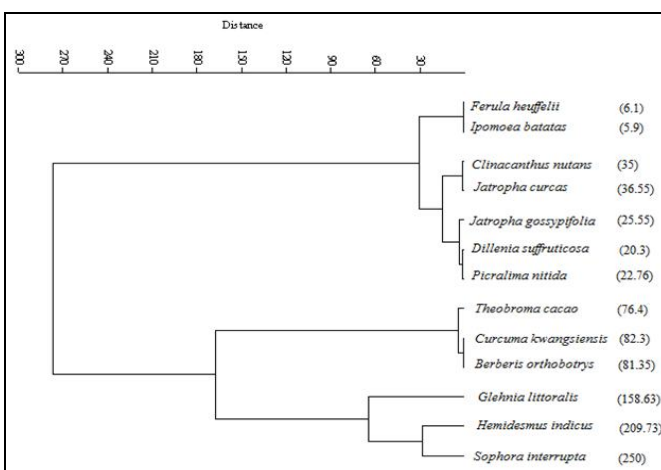 Distance
300 270 240 210 180 150 120 90 60 30
Ferula heuffelii (6.1)
Ipomoea batatas (5.9)
Clinacanthus nutans (35)
Jatropha curcas (36.55)
Jatropha gossypifolia (25.55)
Dillenia suffruticosa (20.3)
Picralima nitida (22.76)
Theobroma cacao (76.4)
Curcuma kwangsiensis (82.3)
Berberis orthobotrys (81.35)
Glehnia littoralis (158.63)
Hemidesmus indicus (209.73)
Sophora interrupta (250)